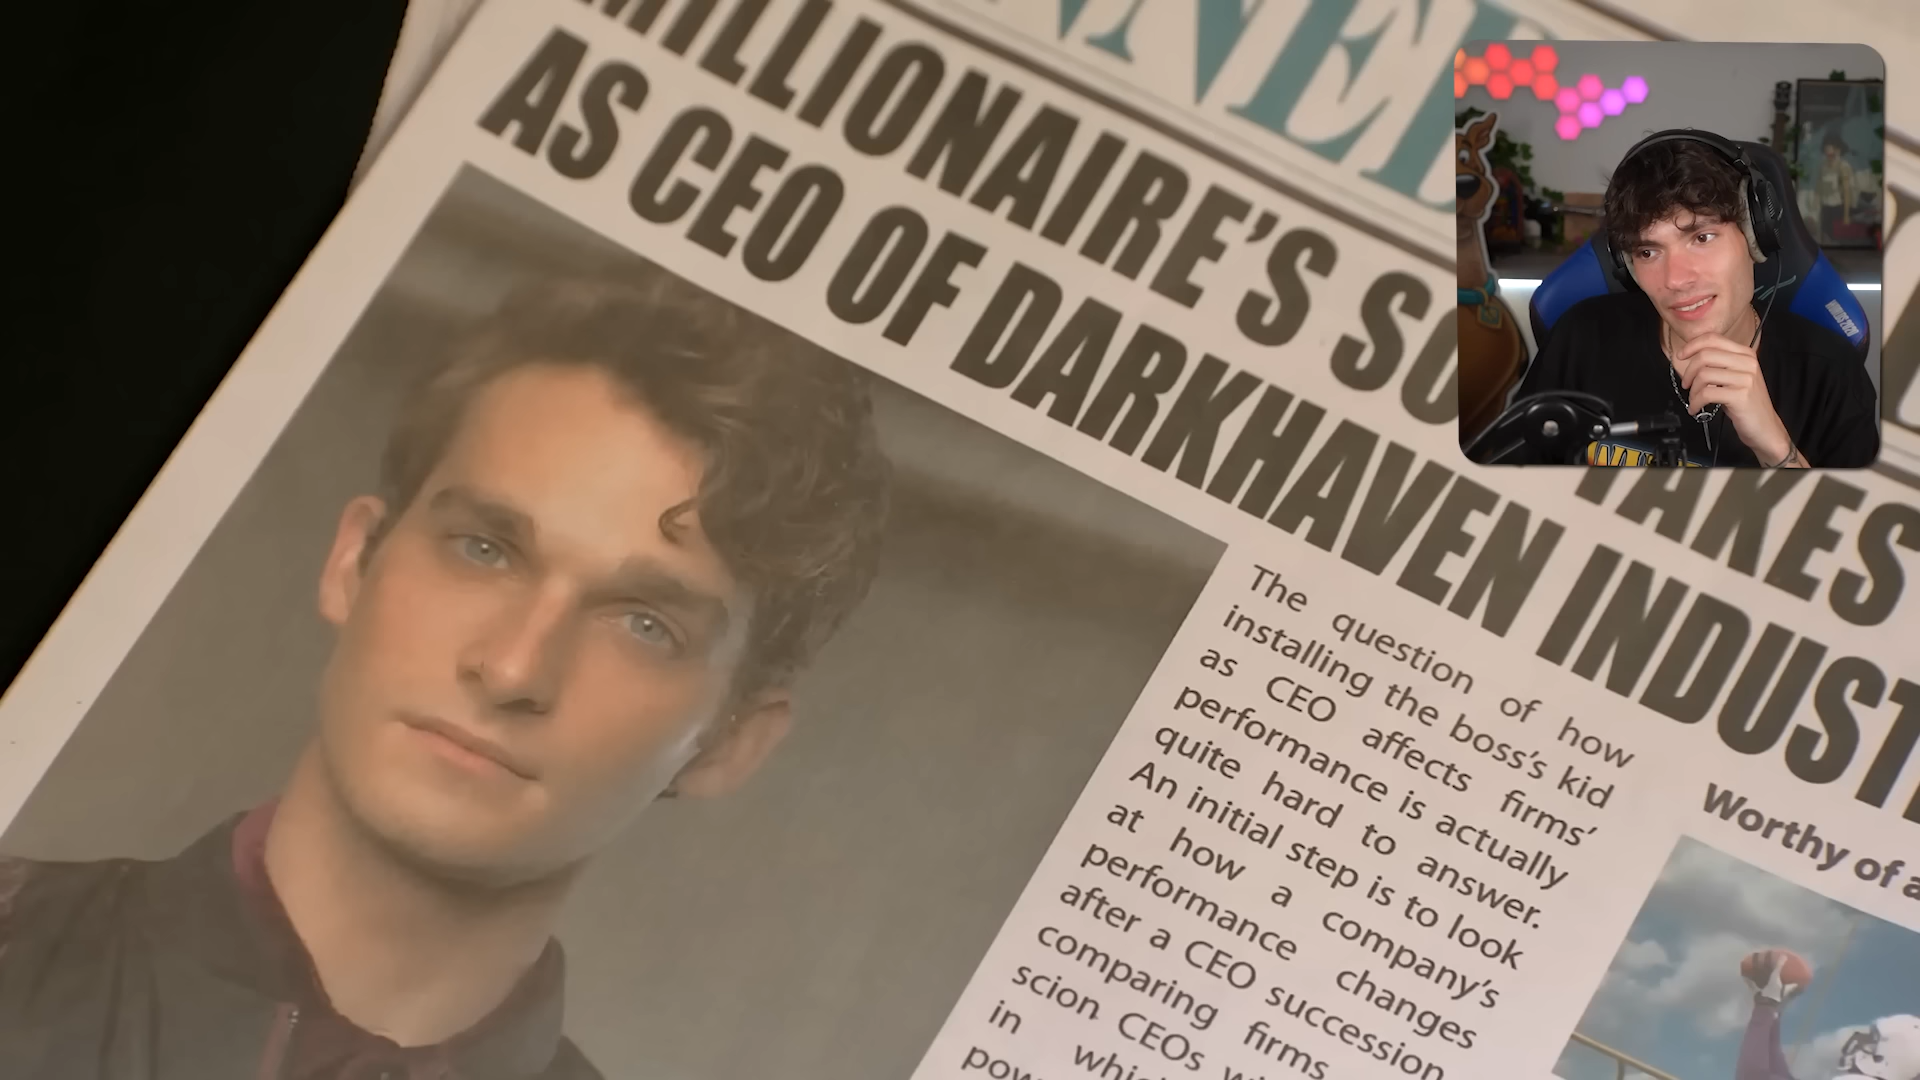 MILLIONAIRE'S SO TAKES
AS CEO OF DARKHAVEN INDUST
The question of how
installing the boss's kid
as CEO affects firms'
performance is actually
quite hard to answer.
An initial step is to look
at how a company's
performance changes
after a CEO succession
comparing firms
scion CEOs
in
Worthy of a